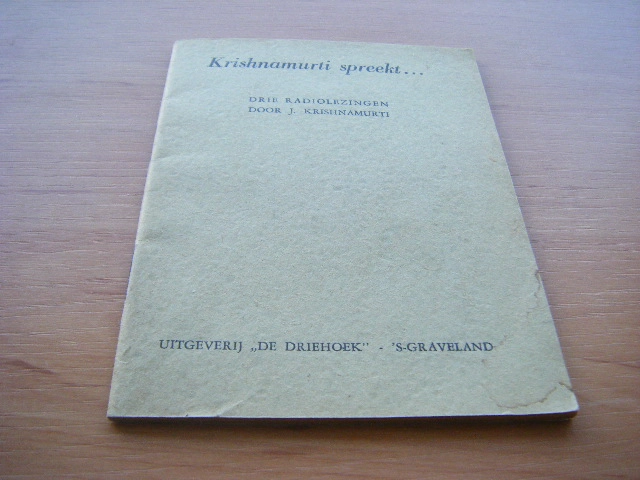 Krishnamurti spreekt...
DRIE RADIOLEZINGEN
DOOR J. KRISHNAMURTI
UITGEVERIJ „DE DRIEHOEK" - 'S-GRAVELAND